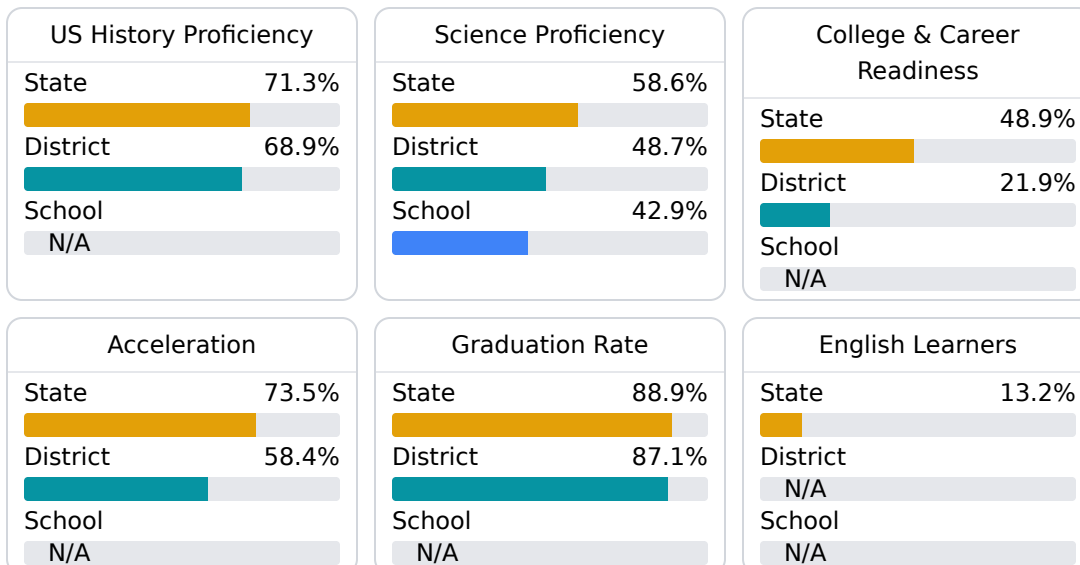 US History Proficiency
State 71.3%
District 68.9%
School
N/A
Science Proficiency
State 58.6%
District 48.7%
School 42.9%
College & Career
Readiness
State 48.9%
District 21.9%
School
N/A
Acceleration
State 73.5%
District 58.4%
School
N/A
Graduation Rate
State 88.9%
District 87.1%
School
N/A
English Learners
State 13.2%
District
N/A
School
N/A